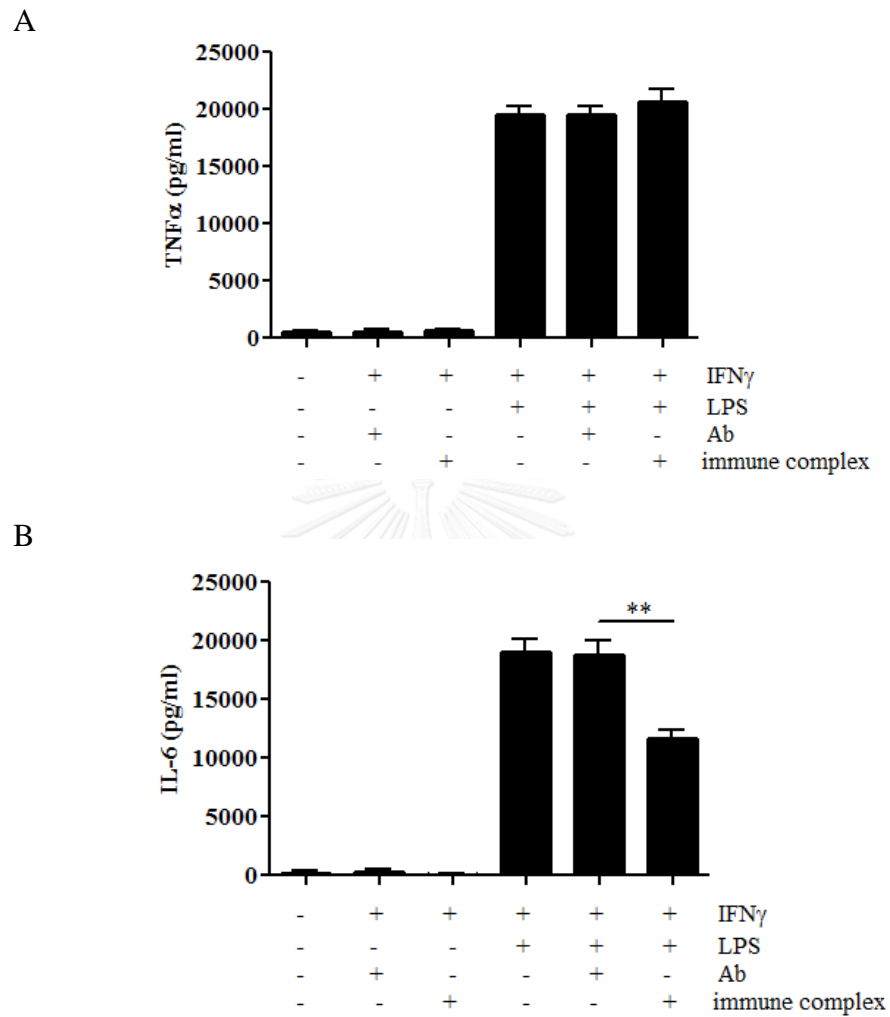 A
25000
20000
15000
10000
5000
0
TNFα (pg/ml)
- + + + + + IFNγ
- - - + + + LPS
- + - - + - Ab
- - + - - + immune complex
B
25000
20000
15000
10000
5000
0
IL-6 (pg/ml)
**
- + + + + + IFNγ
- - - + + + LPS
- + - - + - Ab
- - + - - + immune complex